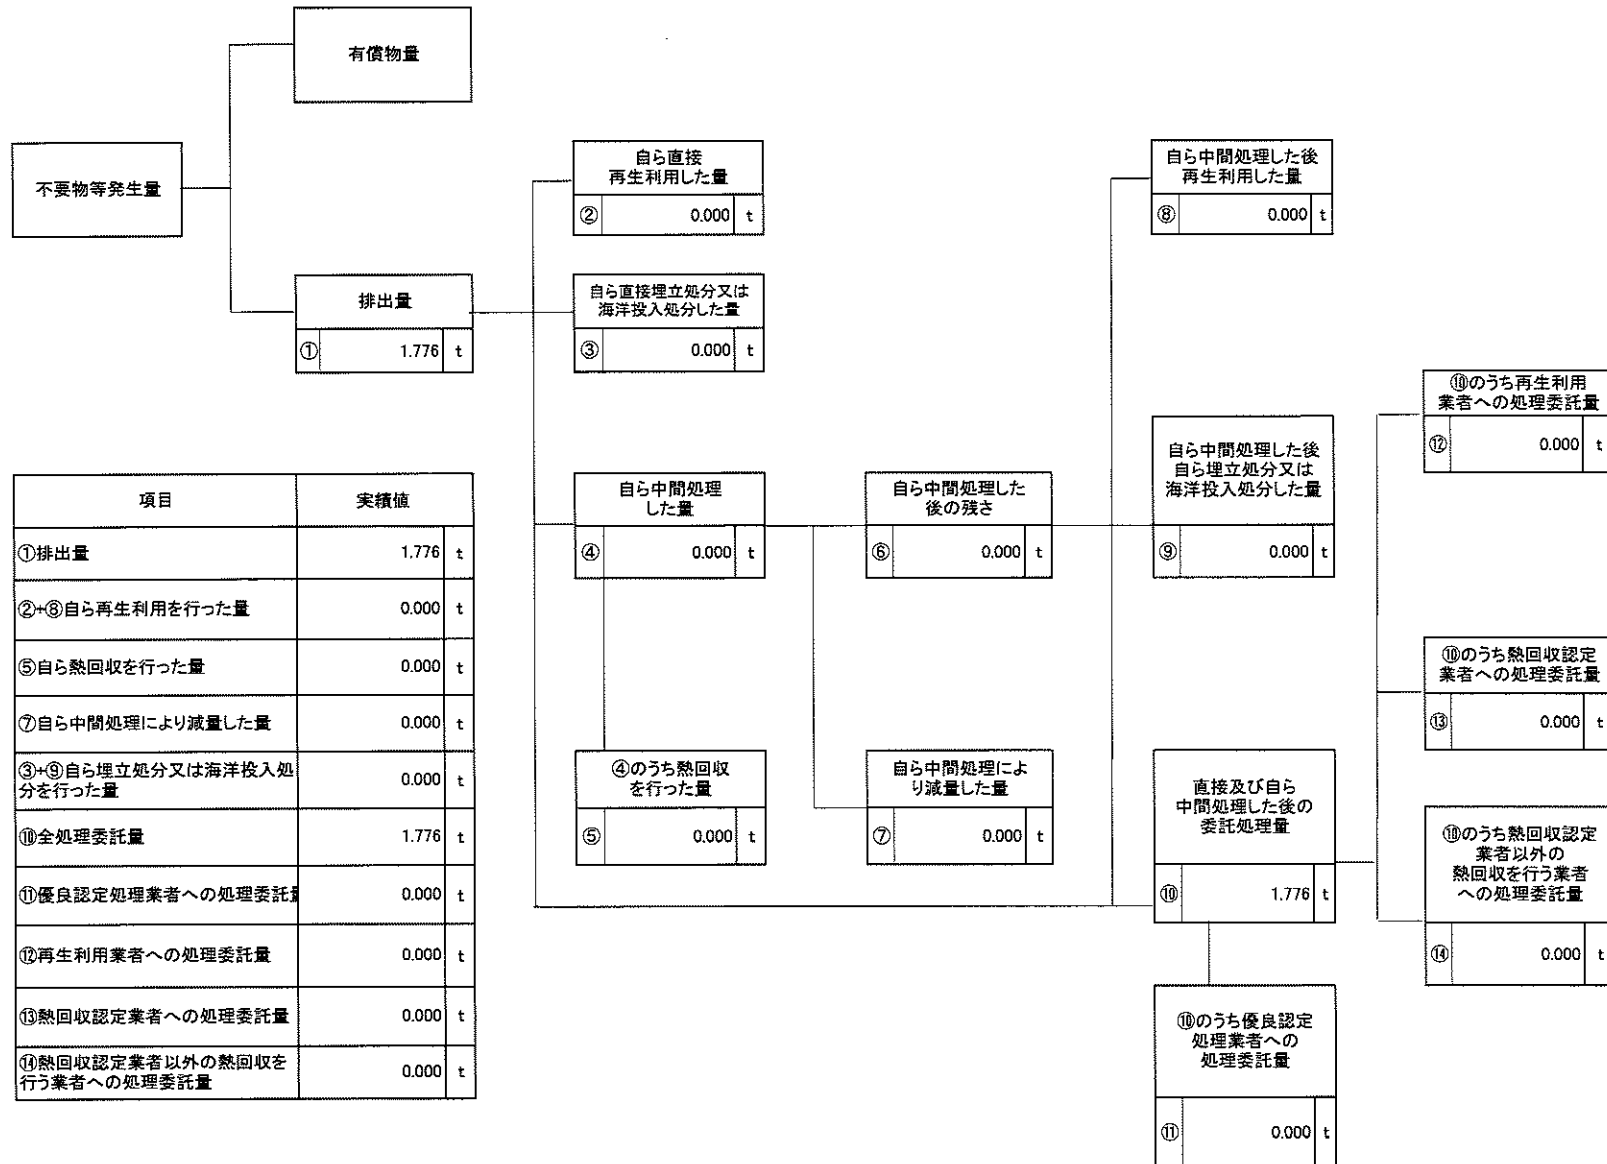 有償物量
不要物等発生量
排出量
① 1.776 t
自ら直接
再生利用した量
② 0.000 t
自ら直接埋立処分又は
海洋投入処分した量
③ 0.000 t
自ら中間処理
した量
④ 0.000 t
④のうち熱回収
を行った量
⑤ 0.000 t
自ら中間処理した
後の残さ
⑥ 0.000 t
自ら中間処理によ
り減量した量
⑦ 0.000 t
自ら中間処理した後
再生利用した量
⑧ 0.000 t
自ら中間処理した後
自ら埋立処分又は
海洋投入処分した量
⑨ 0.000 t
直接及び自ら
中間処理した後の
委託処理量
⑩ 1.776 t
⑩のうち優良認定
処理業者への
処理委託量
⑪ 0.000 t
⑩のうち再生利用
業者への処理委託量
⑫ 0.000 t
⑩のうち熱回収認定
業者への処理委託量
⑬ 0.000 t
⑩のうち熱回収認定
業者以外の
熱回収を行う業者
への処理委託量
⑭ 0.000 t
項目 実績値
①排出量 1.776 t
②+⑧自ら再生利用を行った量 0.000 t
⑤自ら熱回収を行った量 0.000 t
⑦自ら中間処理により減量した量 0.000 t
③+⑨自ら埋立処分又は海洋投入処
分を行った量 0.000 t
⑩全処理委託量 1.776 t
⑪優良認定処理業者への処理委託量 0.000 t
⑫再生利用業者への処理委託量 0.000 t
⑬熱回収認定業者への処理委託量 0.000 t
⑭熱回収認定業者以外の熱回収を
行う業者への処理委託量 0.000 t